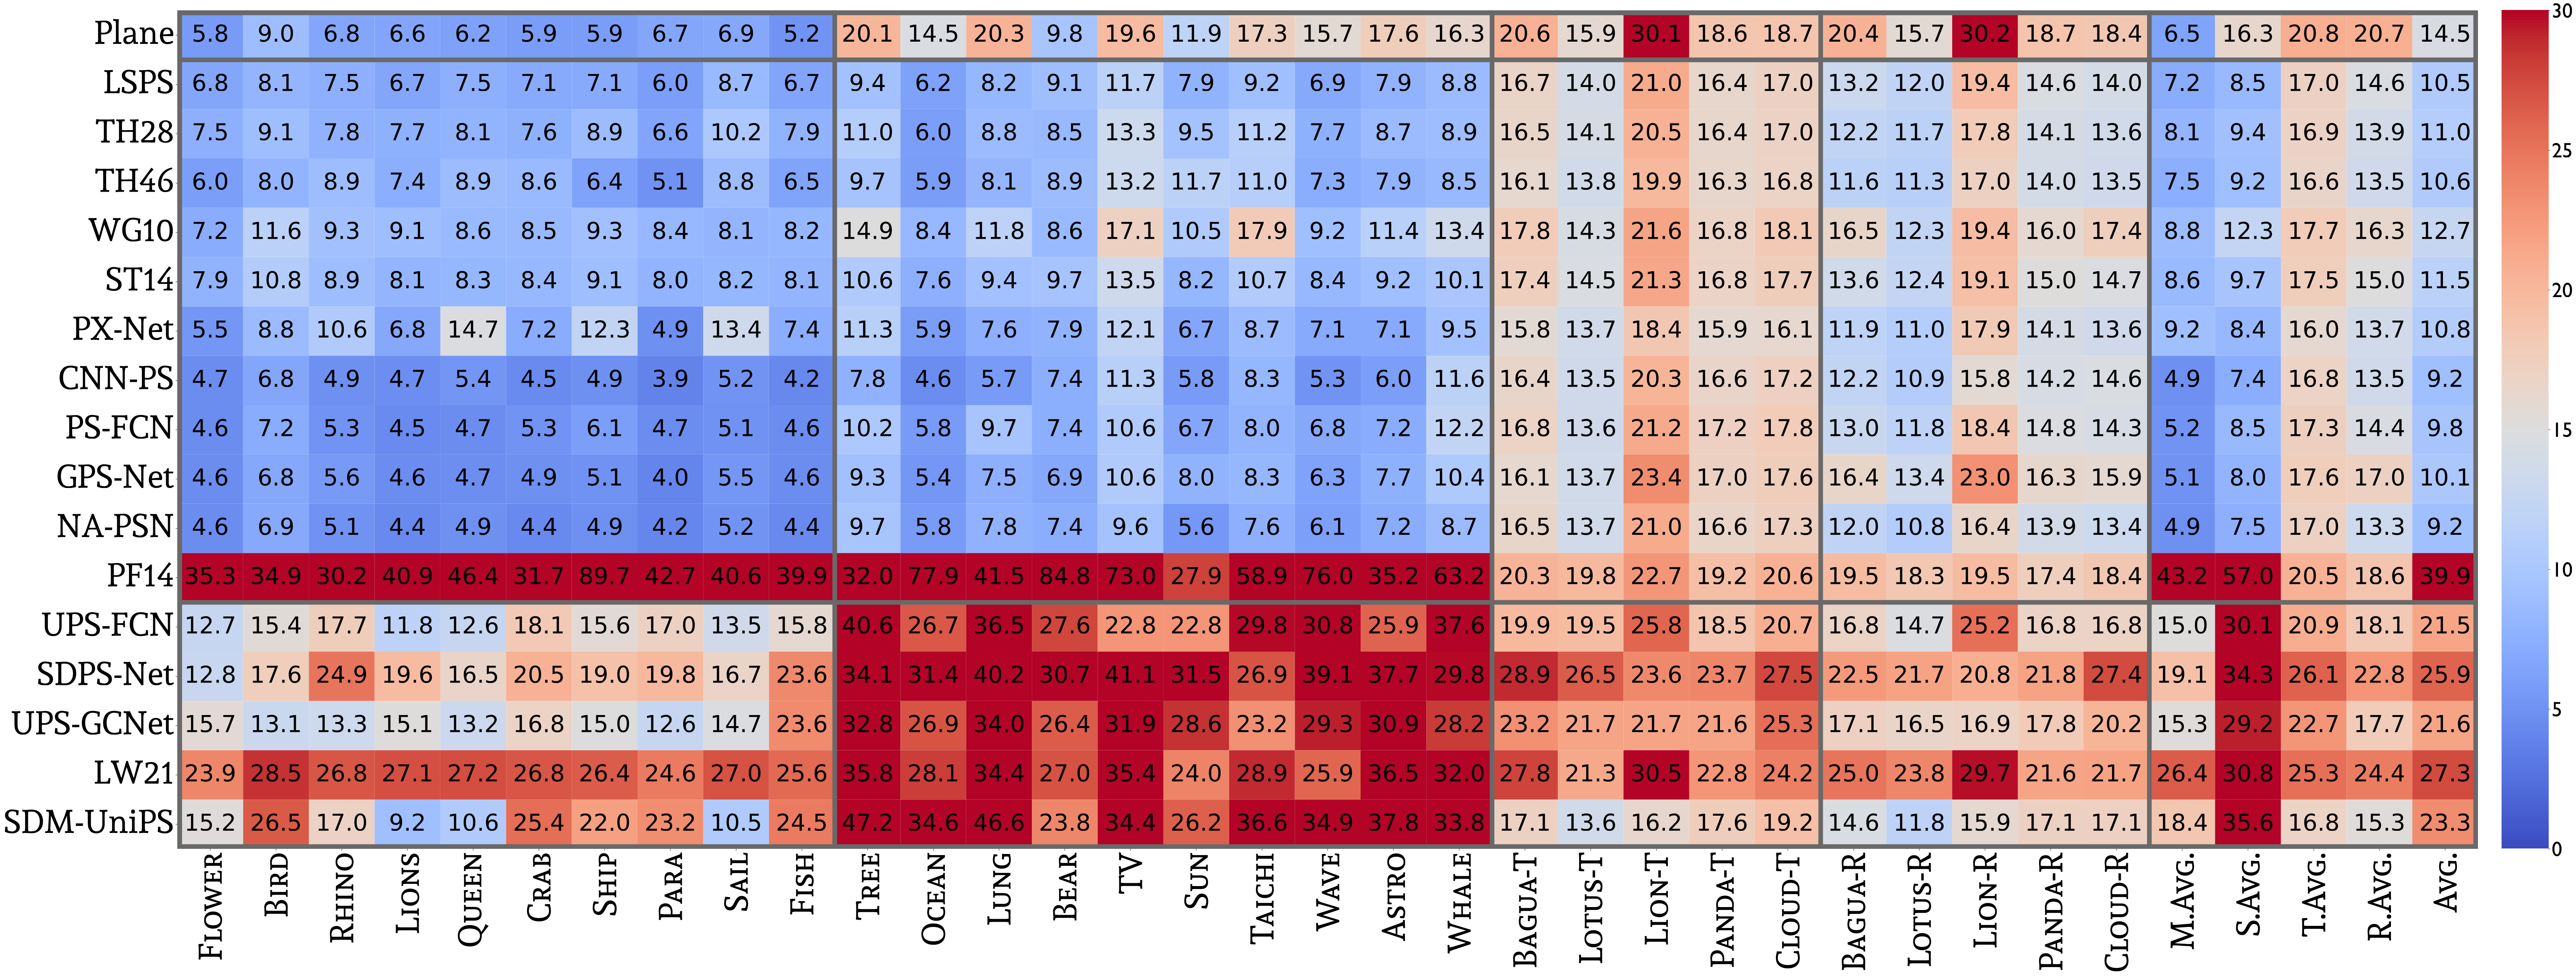 Plane 5.8 9.0 6.8 6.6 6.2 5.9 5.9 6.7 6.9 5.2 20.1 14.5 20.3 9.8 19.6 11.9 17.3 15.7 17.6 16.3 20.6 15.9 30.1 18.6 18.7 20.4 15.7 30.2 18.7 18.4 6.5 16.3 20.8 20.7 14.5
LSPS 6.8 8.1 7.5 6.7 7.5 7.1 7.1 6.0 8.7 6.7 9.4 6.2 8.2 9.1 11.7 7.9 9.2 6.9 7.9 8.8 16.7 14.0 21.0 16.4 17.0 13.2 12.0 19.4 14.6 14.0 7.2 8.5 17.0 14.6 10.5
TH28 7.5 9.1 7.8 7.7 8.1 7.6 8.9 6.6 10.2 7.9 11.0 6.0 8.8 8.5 13.3 9.5 11.2 7.7 8.7 8.9 16.5 14.1 20.5 16.4 17.0 12.2 11.7 17.8 14.1 13.6 8.1 9.4 16.9 13.9 11.0
TH46 6.0 8.0 8.9 7.4 8.9 8.6 6.4 5.1 8.8 6.5 9.7 5.9 8.1 8.9 13.2 11.7 11.0 7.3 7.9 8.5 16.1 13.8 19.9 16.3 16.8 11.6 11.3 17.0 14.0 13.5 7.5 9.2 16.6 13.5 10.6
WG10 7.2 11.6 9.3 9.1 8.6 8.5 9.3 8.4 8.1 8.2 14.9 8.4 11.8 8.6 17.1 10.5 17.9 9.2 11.4 13.4 17.8 14.3 21.6 16.8 18.1 16.5 12.3 19.4 16.0 17.4 8.8 12.3 17.7 16.3 12.7
ST14 7.9 10.8 8.9 8.1 8.3 8.4 9.1 8.0 8.2 8.1 10.6 7.6 9.4 9.7 13.5 8.2 10.7 8.4 9.2 10.1 17.4 14.5 21.3 16.8 17.7 13.6 12.4 19.1 15.0 14.7 8.6 9.7 17.5 15.0 11.5
PX-Net 5.5 8.8 10.6 6.8 14.7 7.2 12.3 4.9 13.4 7.4 11.3 5.9 7.6 7.9 12.1 6.7 8.7 7.1 7.1 9.5 15.8 13.7 18.4 15.9 16.1 11.9 11.0 17.9 14.1 13.6 9.2 8.4 16.0 13.7 10.8
CNN-PS 4.7 6.8 4.9 4.7 5.4 4.5 4.9 3.9 5.2 4.2 7.8 4.6 5.7 7.4 11.3 5.8 8.3 5.3 6.0 11.6 16.4 13.5 20.3 16.6 17.2 12.2 10.9 15.8 14.2 14.6 4.9 7.4 16.8 13.5 9.2
PS-FCN 4.6 7.2 5.3 4.5 4.7 5.3 6.1 4.7 5.1 4.6 10.2 5.8 9.7 7.4 10.6 6.7 8.0 6.8 7.2 12.2 16.8 13.6 21.2 17.2 17.8 13.0 11.8 18.4 14.8 14.3 5.2 8.5 17.3 14.4 9.8
GPS-Net 4.6 6.8 5.6 4.6 4.7 4.9 5.1 4.0 5.5 4.6 9.3 5.4 7.5 6.9 10.6 8.0 8.3 6.3 7.7 10.4 16.1 13.7 23.4 17.0 17.6 16.4 13.4 23.0 16.3 15.9 5.1 8.0 17.6 17.0 10.1
NA-PSN 4.6 6.9 5.1 4.4 4.9 4.4 4.9 4.2 5.2 4.4 9.7 5.8 7.8 7.4 9.6 5.6 7.6 6.1 7.2 8.7 16.5 13.7 21.0 16.6 17.3 12.0 10.8 16.4 13.9 13.4 4.9 7.5 17.0 13.3 9.2
PF14 35.3 34.9 30.2 40.9 46.4 31.7 89.7 42.7 40.6 39.9 32.0 77.9 41.5 84.8 73.0 27.9 58.9 76.0 35.2 63.2 20.3 19.8 22.7 19.2 20.6 19.5 18.3 19.5 17.4 18.4 43.2 57.0 20.5 18.6 39.9
UPS-FCN 12.7 15.4 17.7 11.8 12.6 18.1 15.6 17.0 13.5 15.8 40.6 26.7 36.5 27.6 22.8 22.8 29.8 30.8 25.9 37.6 19.9 19.5 25.8 18.5 20.7 16.8 14.7 25.2 16.8 16.8 15.0 30.1 20.9 18.1 21.5
SDPS-Net 12.8 17.6 24.9 19.6 16.5 20.5 19.0 19.8 16.7 23.6 34.1 31.4 40.2 30.7 41.1 31.5 26.9 39.1 37.7 29.8 28.9 26.5 23.6 23.7 27.5 22.5 21.7 20.8 21.8 27.4 19.1 34.3 26.1 22.8 25.9
UPS-GCNet 15.7 13.1 13.3 15.1 13.2 16.8 15.0 12.6 14.7 23.6 32.8 26.9 34.0 26.4 31.9 28.6 23.2 29.3 30.9 28.2 23.2 21.7 21.7 21.6 25.3 17.1 16.5 16.9 17.8 20.2 15.3 29.2 22.7 17.7 21.6
LW21 23.9 28.5 26.8 27.1 27.2 26.8 26.4 24.6 27.0 25.6 35.8 28.1 34.4 27.0 35.4 24.0 28.9 25.9 36.5 32.0 27.8 21.3 30.5 22.8 24.2 25.0 23.8 29.7 21.6 21.7 26.4 30.8 25.3 24.4 27.3
SDM-UniPS 15.2 26.5 17.0 9.2 10.6 25.4 22.0 23.2 10.5 24.5 47.2 34.6 46.6 23.8 34.4 26.2 36.6 34.9 37.8 33.8 17.1 13.6 16.2 17.6 19.2 14.6 11.8 15.9 17.1 17.1 18.4 35.6 16.8 15.3 23.3
FLOWER BIRD RHINO LIONS QUEEN CRAB SHIP PARA SAIL FISH TREE OCEAN LUNG BEAR TV SUN TAICHI WAVE ASTRO WHALE BAGUA-T LOTUS-T LION-T PANDA-T CLOUD-T BAGUA-R LOTUS-R LION-R PANDA-R CLOUD-R M.AVG. S.AVG. T.AVG. R.AVG. AVG.
30
25
20
15
10
5
0